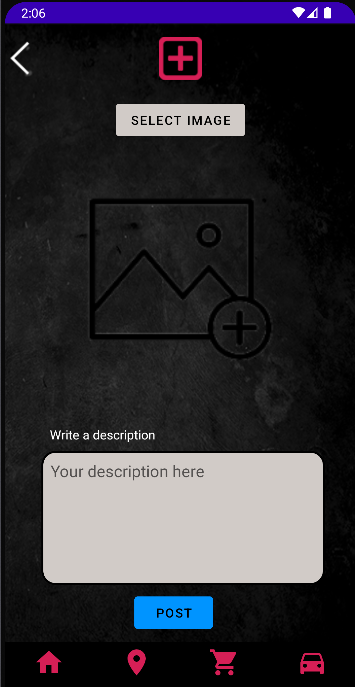 2:06
SELECT IMAGE
Write a description
Your description here
POST